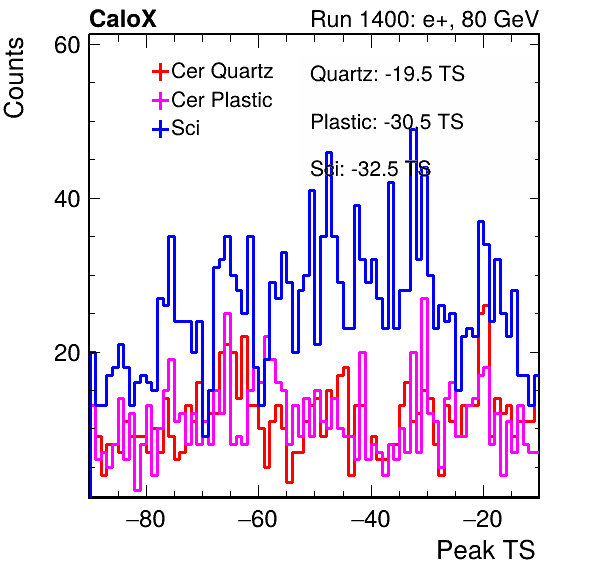 CaloX Run 1400: e+, 80 GeV
60
Counts
Cer Quartz
Quartz: -19.5 TS
Cer Plastic
Plastic: -30.5 TS
Sci
Sci: -32.5 TS
40
20
−80 −60 −40 −20
Peak TS